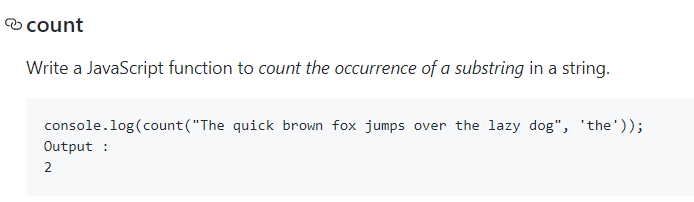 count
Write a JavaScript function to count the occurrence of a substring in a string.
console.log(count("The quick brown fox jumps over the lazy dog", 'the'));
Output :
2